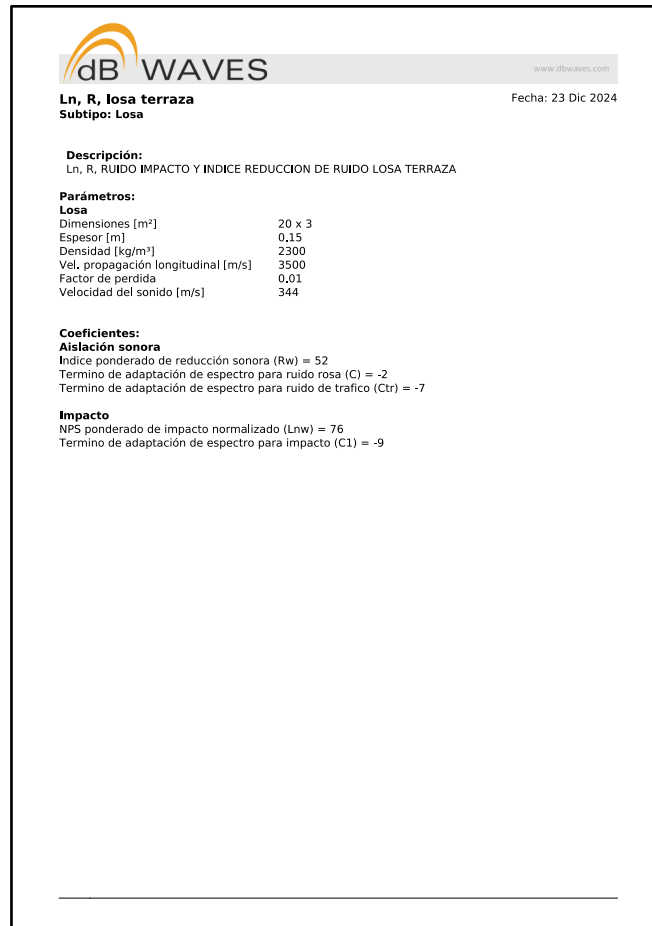 dB WAVES
www.dbwaves.com
Ln, R, losa terraza
Fecha: 23 Dic 2024
Subtipo: Losa
Descripción:
Ln, R, RUIDO IMPACTO Y INDICE REDUCCION DE RUIDO LOSA TERRAZA
Parámetros:
Losa
Dimensiones [m²] 20 x 3
Espesor [m] 0.15
Densidad [kg/m³] 2300
Vel. propagación longitudinal [m/s] 3500
Factor de perdida 0.01
Velocidad del sonido [m/s] 344
Coeficientes:
Aislación sonora
Indice ponderado de reducción sonora (Rw) = 52
Termino de adaptación de espectro para ruido rosa (C) = -2
Termino de adaptación de espectro para ruido de trafico (Ctr) = -7
Impacto
NPS ponderado de impacto normalizado (Lnw) = 76
Termino de adaptación de espectro para impacto (C1) = -9